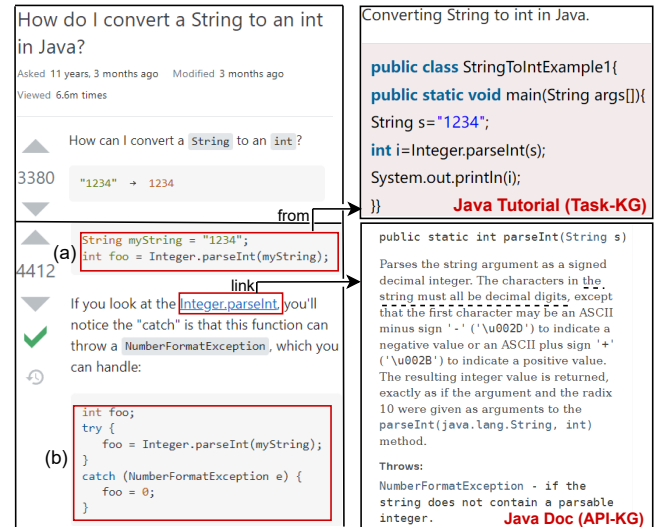 How do I convert a String to an int
in Java?
Asked 11 years, 3 months ago Modified 3 months ago
Viewed 6.6m times
How can I convert a String to an int?
3380
"1234" → 1234
from
(a)
String myString = "1234";
int foo = Integer.parseInt(myString);
4412
link
If you look at the Integer.parseInt, you'll
notice the "catch" is that this function can
throw a NumberFormatException, which you
can handle:
(b)
int foo;
try {
foo = Integer.parseInt(myString);
}
catch (NumberFormatException e) {
foo = 0;
}
Converting String to int in Java.
public class StringToIntExample1{
public static void main(String args[]){
String s="1234";
int i=Integer.parseInt(s);
System.out.println(i);
}}
Java Tutorial (Task-KG)
public static int parseInt(String s)
Parses the string argument as a signed
decimal integer. The characters in the
string must all be decimal digits, except
that the first character may be an ASCII
minus sign '-' ('\u002D') to indicate a
negative value or an ASCII plus sign '+'
('\u002B') to indicate a positive value.
The resulting integer value is returned,
exactly as if the argument and the radix
10 were given as arguments to the
parseInt(java.lang.String, int)
method.
Throws:
NumberFormatException - if the
string does not contain a parsable
integer.
Java Doc (API-KG)